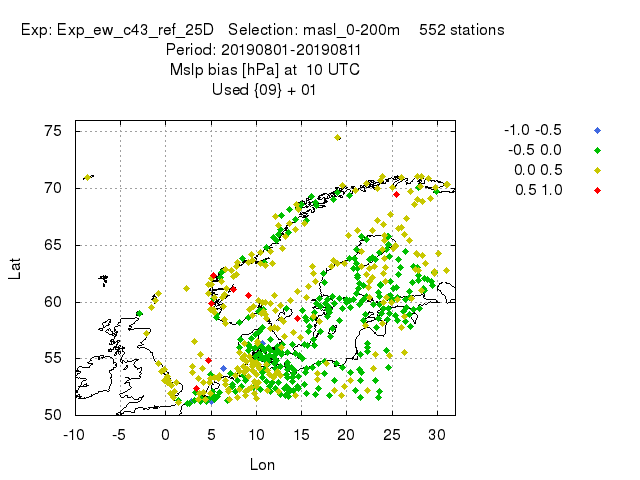 Exp: Exp_ew_c43_ref_25D   Selection: masl_0-200m    552 stations
Period: 20190801-20190811
Mslp bias [hPa] at  10 UTC
Used {09} + 01
-1.0 -0.5
-0.5 0.0
0.0 0.5
0.5 1.0
75
70
65
60
55
50
Lat
-10 -5 0 5 10 15 20 25 30
Lon